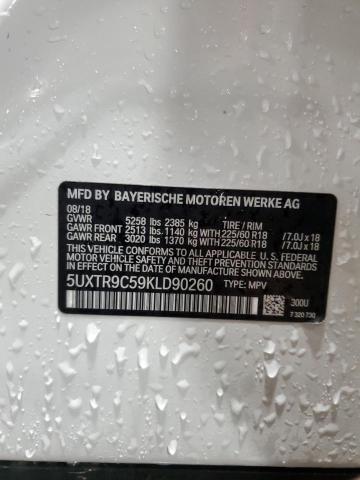 MFD BY BAYERISCHE MOTOREN WERKE AG
08/18
GVWR 5258 lbs 2385 kg TIRE / RIM
GAWR FRONT 2513 lbs 1140 kg WITH 225/60 R18 /7.0J x 18
GAWR REAR 3020 lbs 1370 kg WITH 225/60 R18 /7.0J x 18
THIS VEHICLE CONFORMS TO ALL APPLICABLE U. S. FEDERAL
MOTOR VEHICLE SAFETY AND THEFT PREVENTION STANDARDS
IN EFFECT ON THE DATE OF MANUFACTURE SHOWN ABOVE.
5UXTR9C59KLD90260 TYPE: MPV
300U
7 320 730